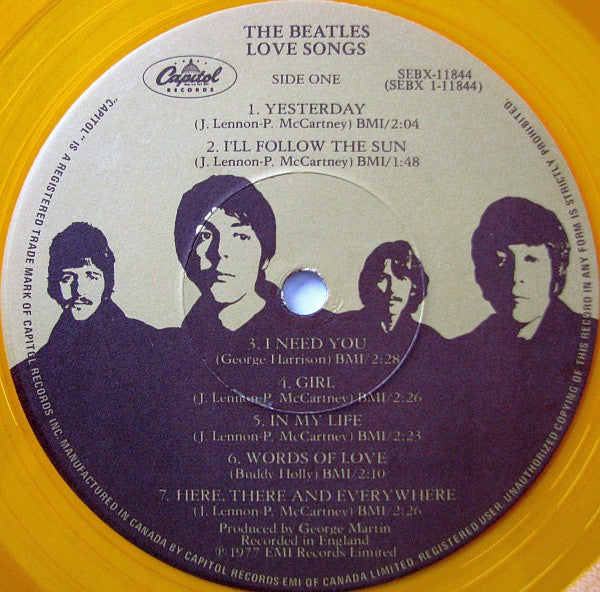 THE BEATLES
LOVE SONGS
Capitol
RECORDS
SIDE ONE
SEBX-11844
(SEBX 1-11844)
1. YESTERDAY
(J. Lennon-P. McCartney) BMI/2:04
2. I'LL FOLLOW THE SUN
(J. Lennon-P. McCartney) BMI/1:48
3. I NEED YOU
(George Harrison) BMI/2:28
4. GIRL
(J. Lennon-P. McCartney) BMI/2:26
5. IN MY LIFE
(J. Lennon-P. McCartney) BMI/2:23
6. WORDS OF LOVE
(Buddy Holly) BMI/2:10
7. HERE, THERE AND EVERYWHERE
(J. Lennon-P. McCartney) BMI/2:26
Produced by George Martin
Recorded in England
℗ 1977 EMI Records Limited
"CAPITOL" IS A REGISTERED TRADE MARK OF CAPITOL RECORDS INC. MANUFACTURED IN CANADA BY CAPITOL RECORDS-EMI OF CANADA LIMITED. REGISTERED USER. UNAUTHORIZED COPYING OF THIS RECORD IN ANY FORM IS STRICTLY PROHIBITED.